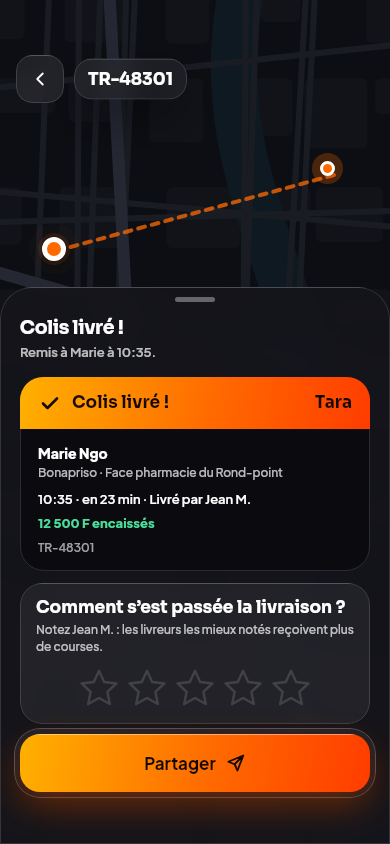 TR-48301
Colis livré !
Remis à Marie à 10:35.
Colis livré ! Tara
Marie Ngo
Bonapriso · Face pharmacie du Rond-point
10:35 · en 23 min · Livré par Jean M.
12 500 F encaissés
TR-48301
Comment s’est passée la livraison ?
Notez Jean M. : les livreurs les mieux notés reçoivent plus
de courses.
Partager